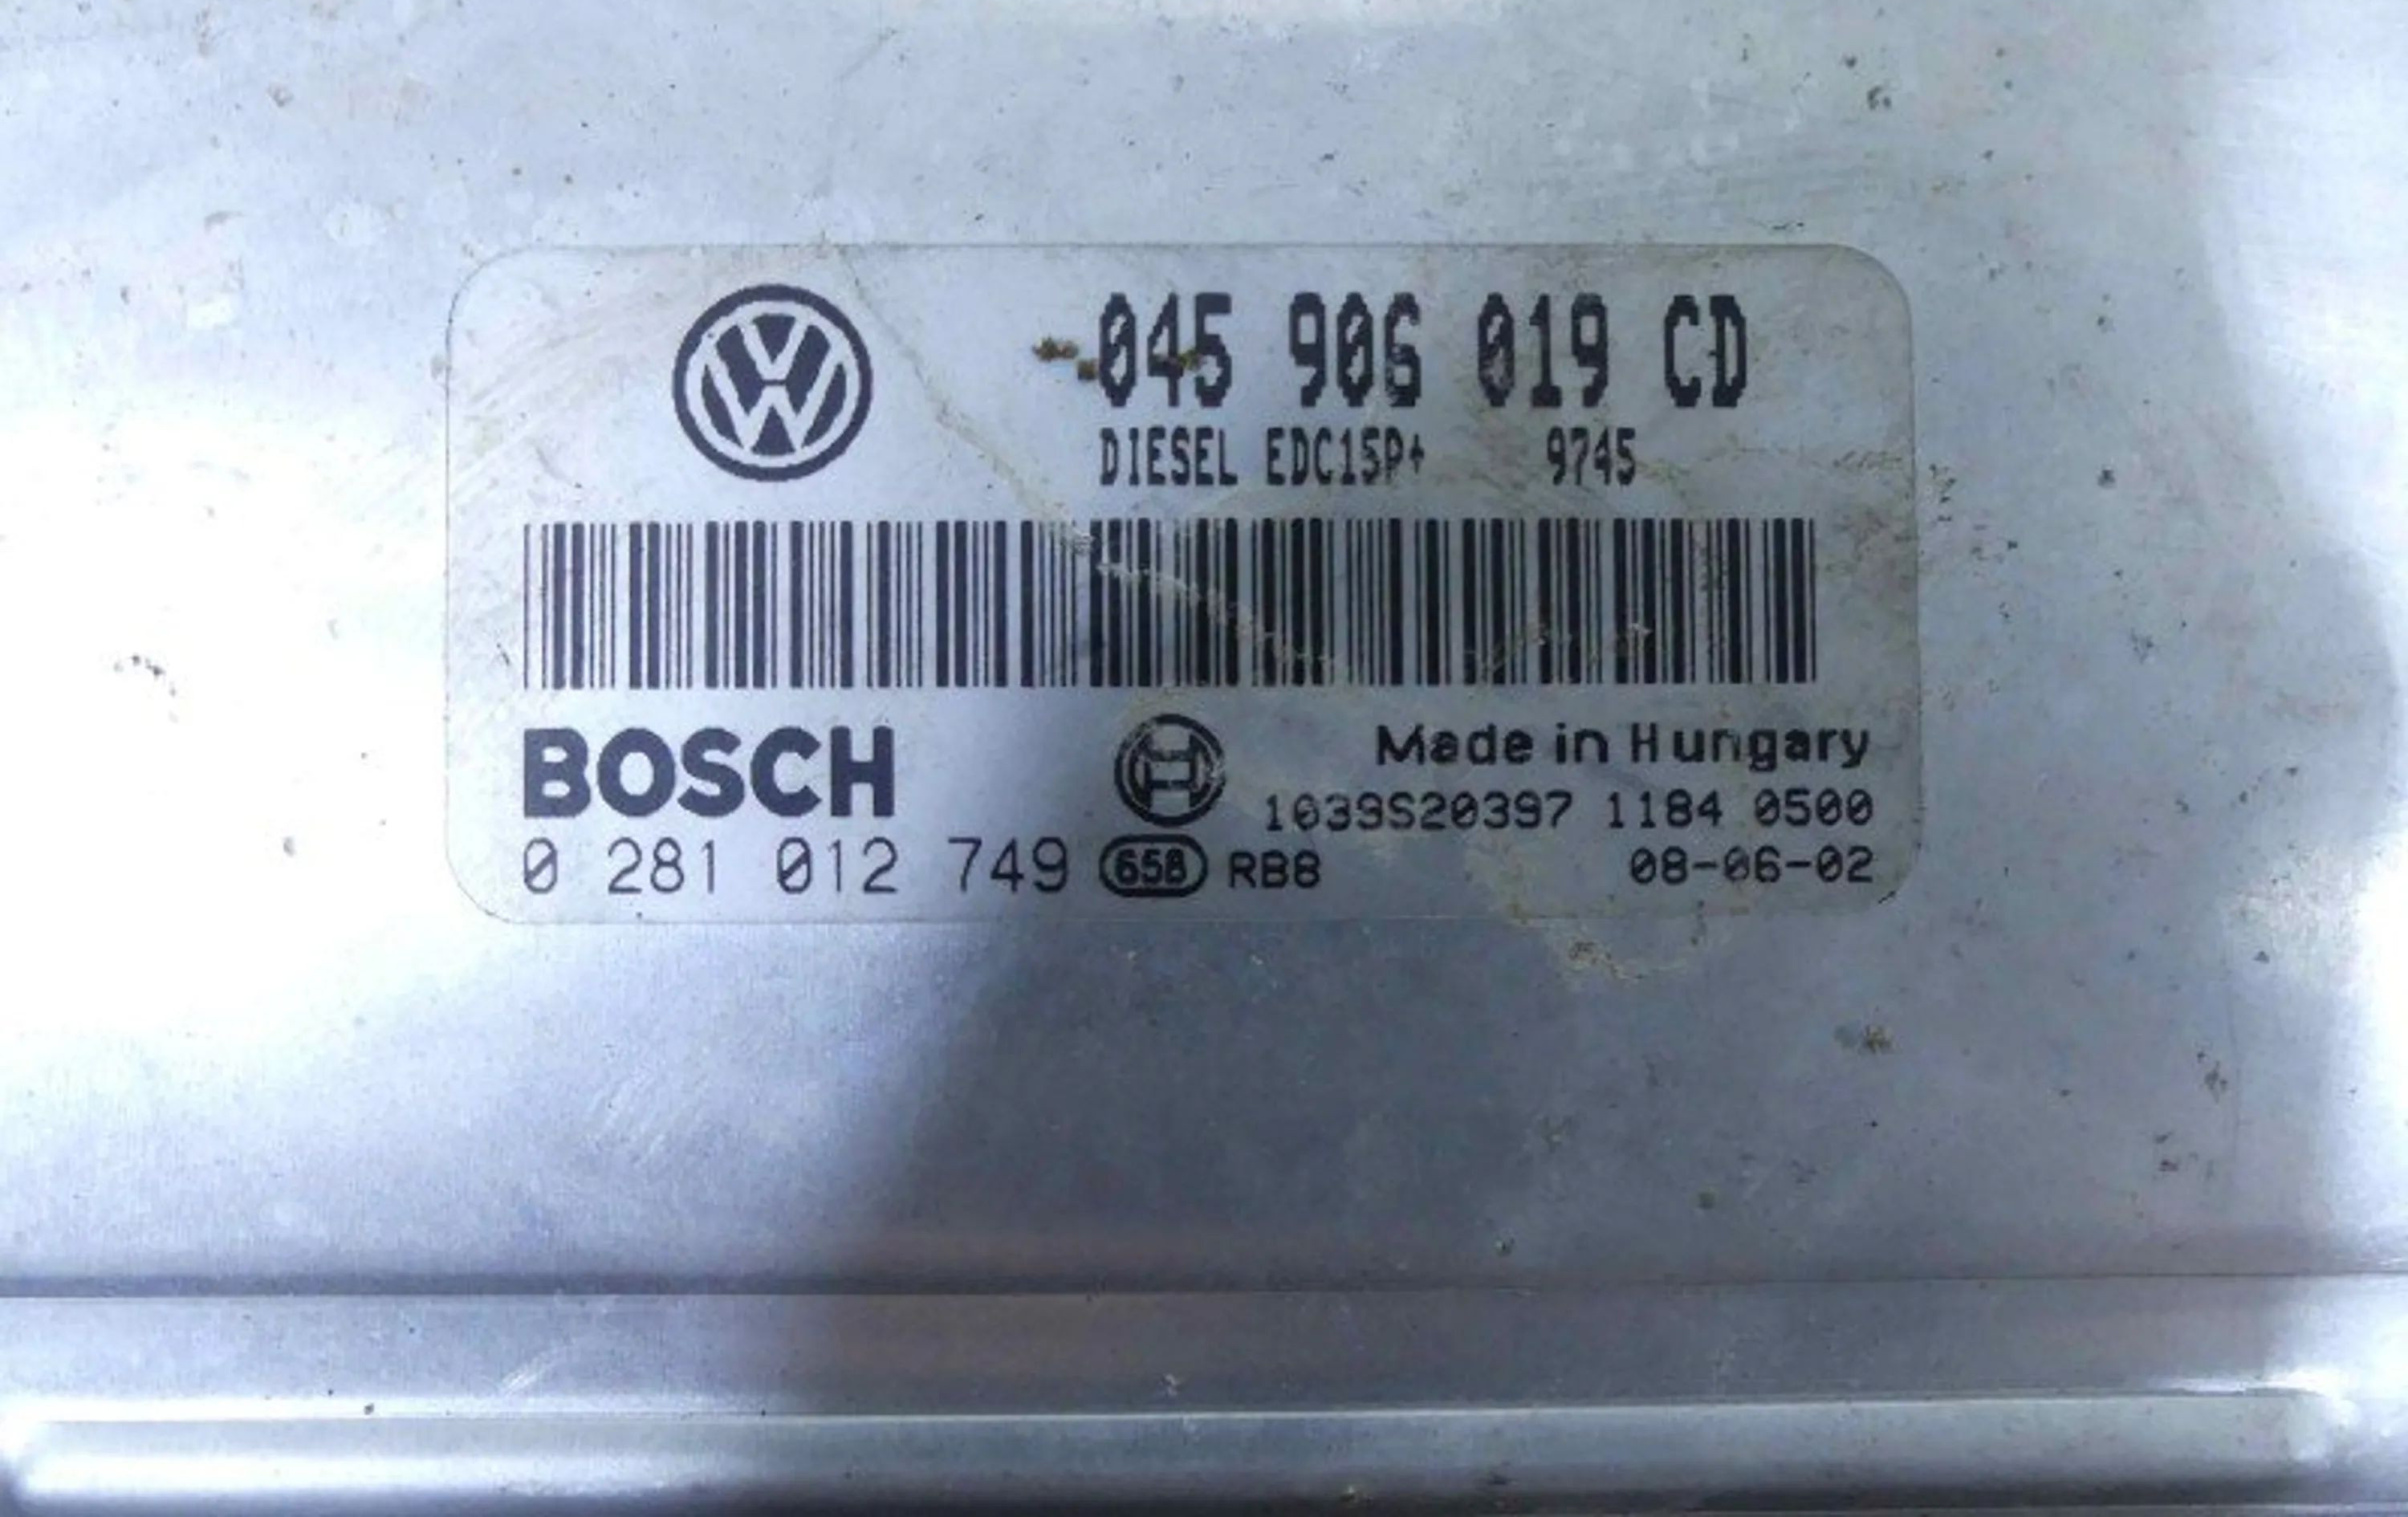 045 906 019 CD
DIESEL EDC15P+ 9745
BOSCH
Made in Hungary
1039S20397 1184 0500
0 281 012 749 658 RB8 08-06-02